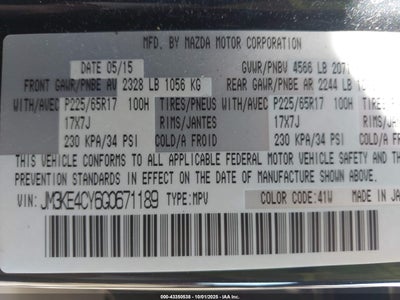 MFD. BY MAZDA MOTOR CORPORATION
DATE 05/15 GVWR/PNBV 4566 LB 2071
FRONT GAWR/PNBE AV 2328 LB 1056 KG REAR GAWR/PNBE AR 2244 LB
WITH/AVEC P225/65R17 100H TIRES/PNEUS P225/65R17 100H
17X7J RIMS/JANTES 17X7J
230 KPA/34 PSI COLD/A FROID 230 KPA/34 PSI COLD/A
THIS VEHICLE CONFORMS TO ALL APPLICABLE FEDERAL MOTOR VEHICLE SAFETY AND
PREVENTION STANDARDS IN EFFECT ON THE DATE OF MANUFACTURE SHOWN ABOVE.
VIN: JM3KE4CY6G0671189 TYPE: MPV COLOR CODE: 41W MADE IN JA
000-43350538 - 10/01/2025 - IAA Inc.